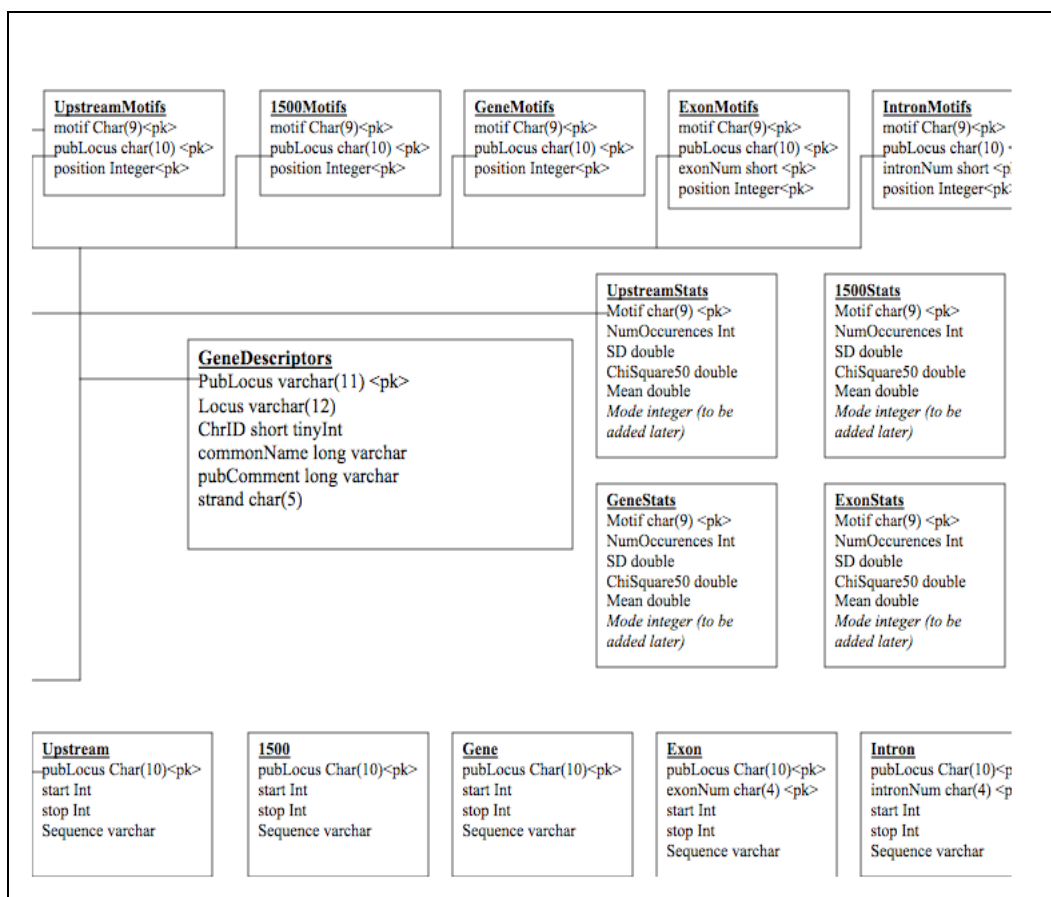 UpstreamMotifs
motif Char(9)<pk>
pubLocus char(10) <pk>
position Integer<pk>
1500Motifs
motif Char(9)<pk>
pubLocus char(10) <pk>
position Integer<pk>
GeneMotifs
motif Char(9)<pk>
pubLocus char(10) <pk>
position Integer<pk>
ExonMotifs
motif Char(9)<pk>
pubLocus char(10) <pk>
exonNum short <pk>
position Integer<pk>
IntronMotifs
motif Char(9)<pk>
pubLocus char(10) <
intronNum short <p
position Integer<pk>
UpstreamStats
Motif char(9) <pk>
NumOccurences Int
SD double
ChiSquare50 double
Mean double
Mode integer (to be
added later)
1500Stats
Motif char(9) <pk>
NumOccurences Int
SD double
ChiSquare50 double
Mean double
Mode integer (to be
added later)
GeneDescriptors
PubLocus varchar(11) <pk>
Locus varchar(12)
ChrID short tinyInt
commonName long varchar
pubComment long varchar
strand char(5)
GeneStats
Motif char(9) <pk>
NumOccurences Int
SD double
ChiSquare50 double
Mean double
Mode integer (to be
added later)
ExonStats
Motif char(9) <pk>
NumOccurences Int
SD double
ChiSquare50 double
Mean double
Mode integer (to be
added later)
Upstream
pubLocus Char(10)<pk>
start Int
stop Int
Sequence varchar
1500
pubLocus Char(10)<pk>
start Int
stop Int
Sequence varchar
Gene
pubLocus Char(10)<pk>
start Int
stop Int
Sequence varchar
Exon
pubLocus Char(10)<pk>
exonNum char(4) <pk>
start Int
stop Int
Sequence varchar
Intron
pubLocus Char(10)<p
intronNum char(4) <p
start Int
stop Int
Sequence varchar